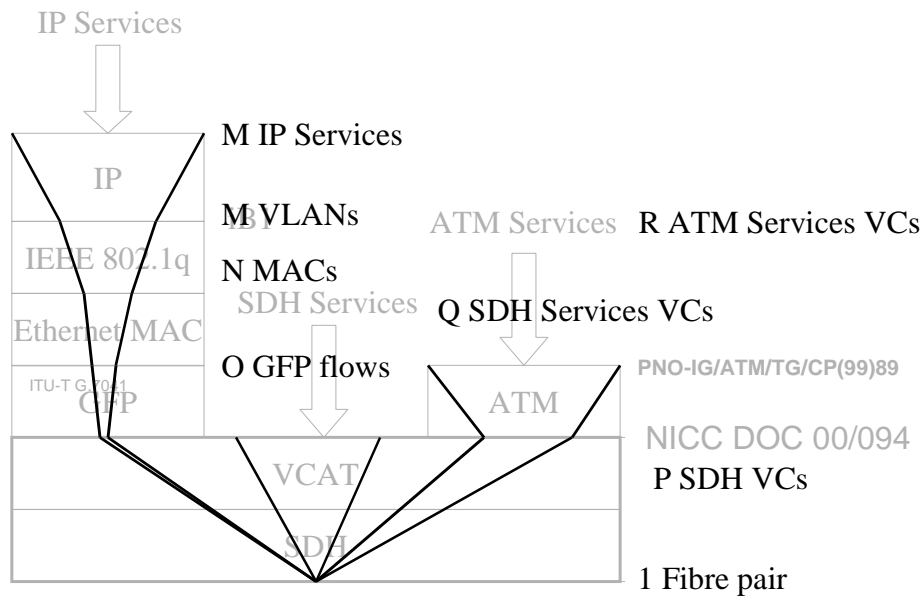 IP Services
M IP Services
IP
M VLANs
ATM Services R ATM Services VCs
IEEE 802.1q
N MACs
SDH Services
Q SDH Services VCs
Ethernet MAC
O GFP flows
PNO-IG/ATM/TG/CP(99)89
ITU-T G.7041
GFP
ATM
NICC DOC 00/094
VCAT
P SDH VCs
SDH
1 Fibre pair